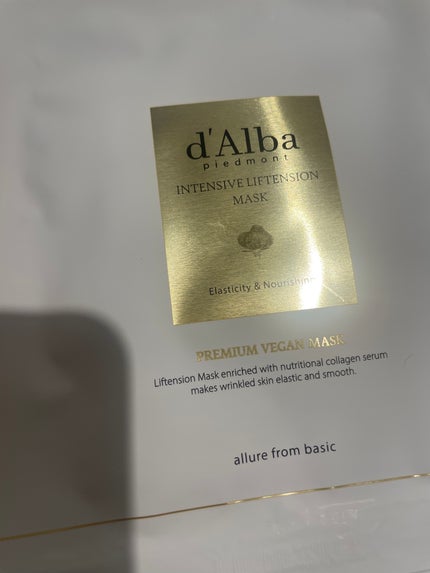 d'Alba
piedmont
INTENSIVE LIFTENSION
MASK
Elasticity & Nourishing
PREMIUM VEGAN MASK
Liftension Mask enriched with nutritional collagen serum
makes wrinkled skin elastic and smooth.
allure from basic